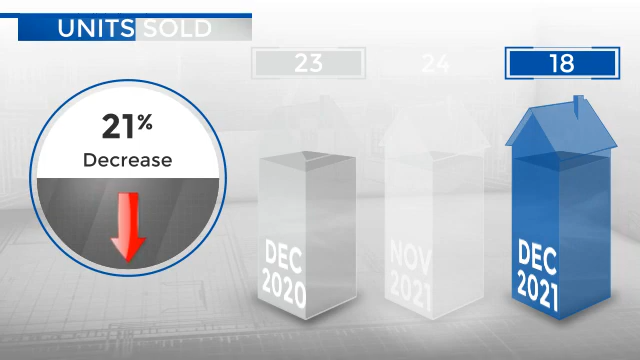 UNITS SOLD
23
24
18
21%
Decrease
DEC
2020
NOV
2021
DEC
2021